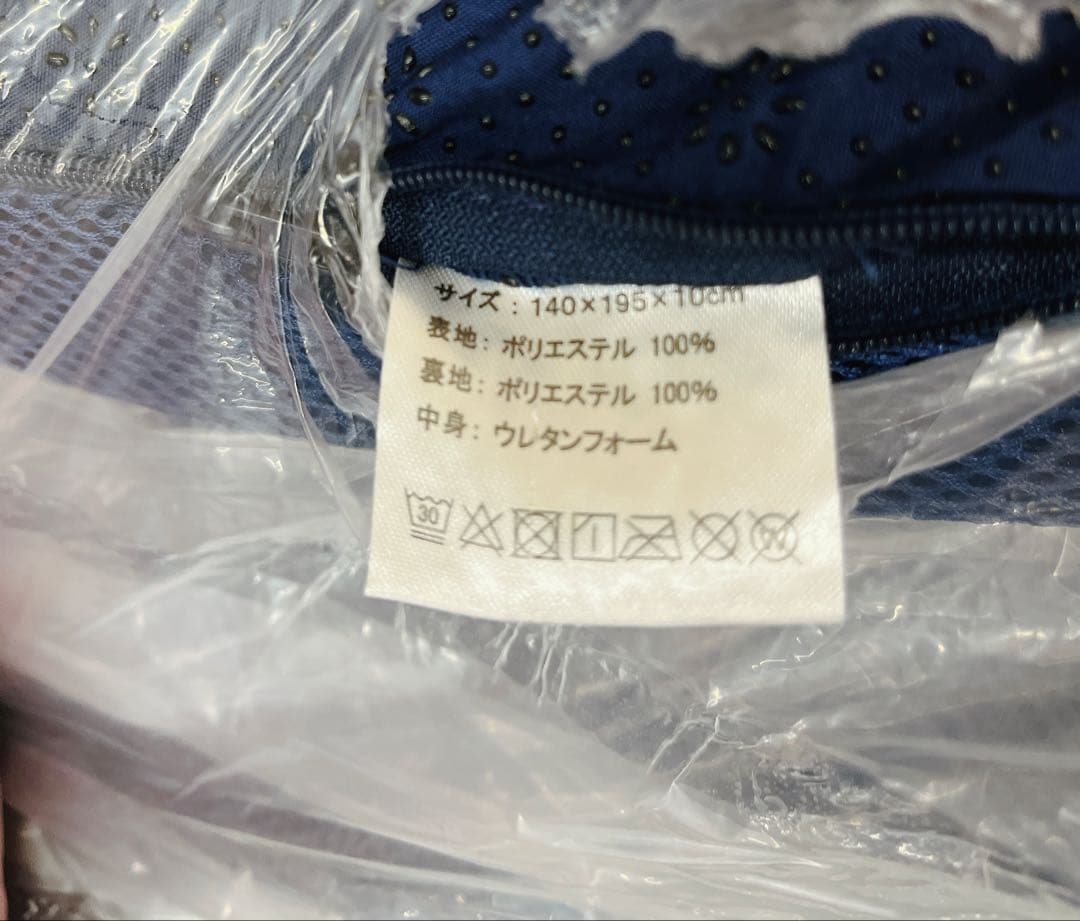 サイズ：140×195×10cm
表地：ポリエステル 100%
裏地：ポリエステル 100%
中身：ウレタンフォーム
30
W